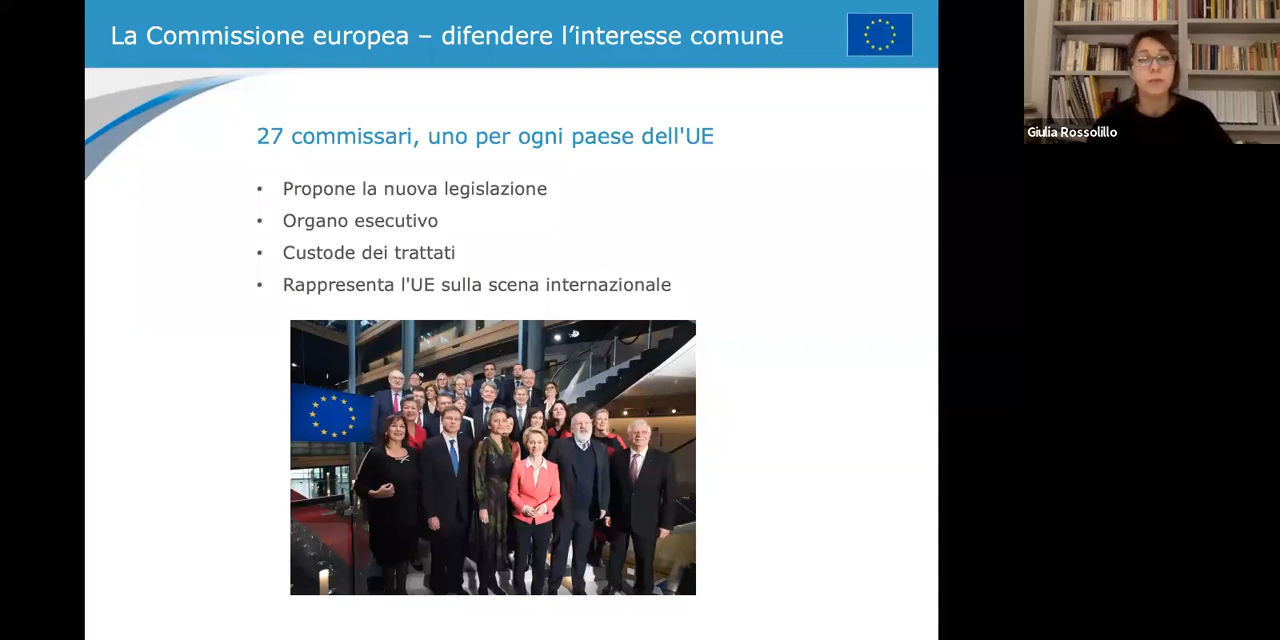 La Commissione europea – difendere l’interesse comune
Giulia Rossolillo
27 commissari, uno per ogni paese dell'UE
• Propone la nuova legislazione
• Organo esecutivo
• Custode dei trattati
• Rappresenta l'UE sulla scena internazionale